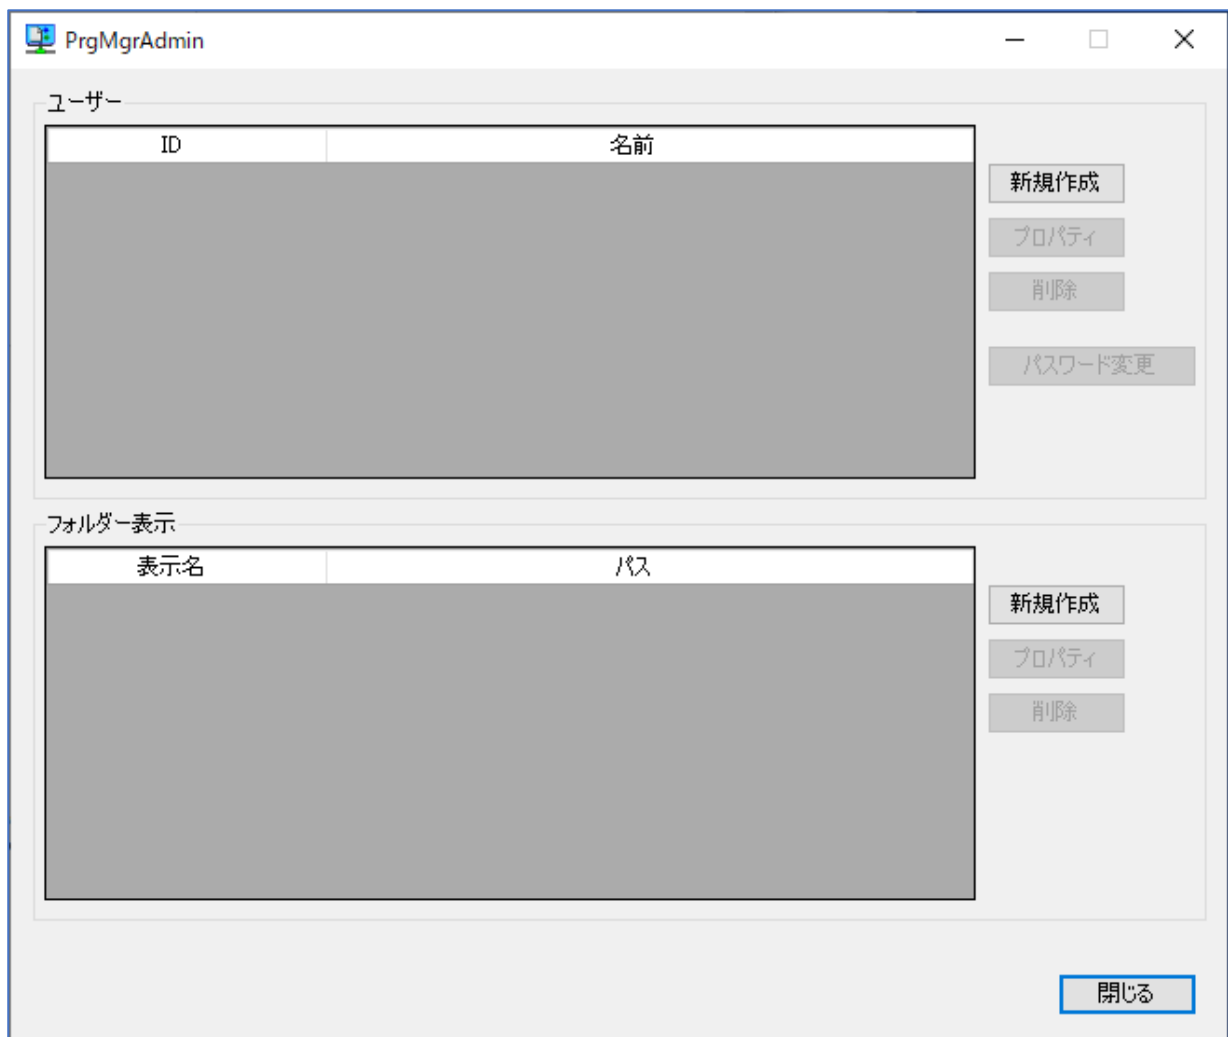 PrgMgrAdmin
ユーザー
ID 名前
新規作成
プロパティ
削除
パスワード変更
フォルダー表示
表示名 パス
新規作成
プロパティ
削除
閉じる